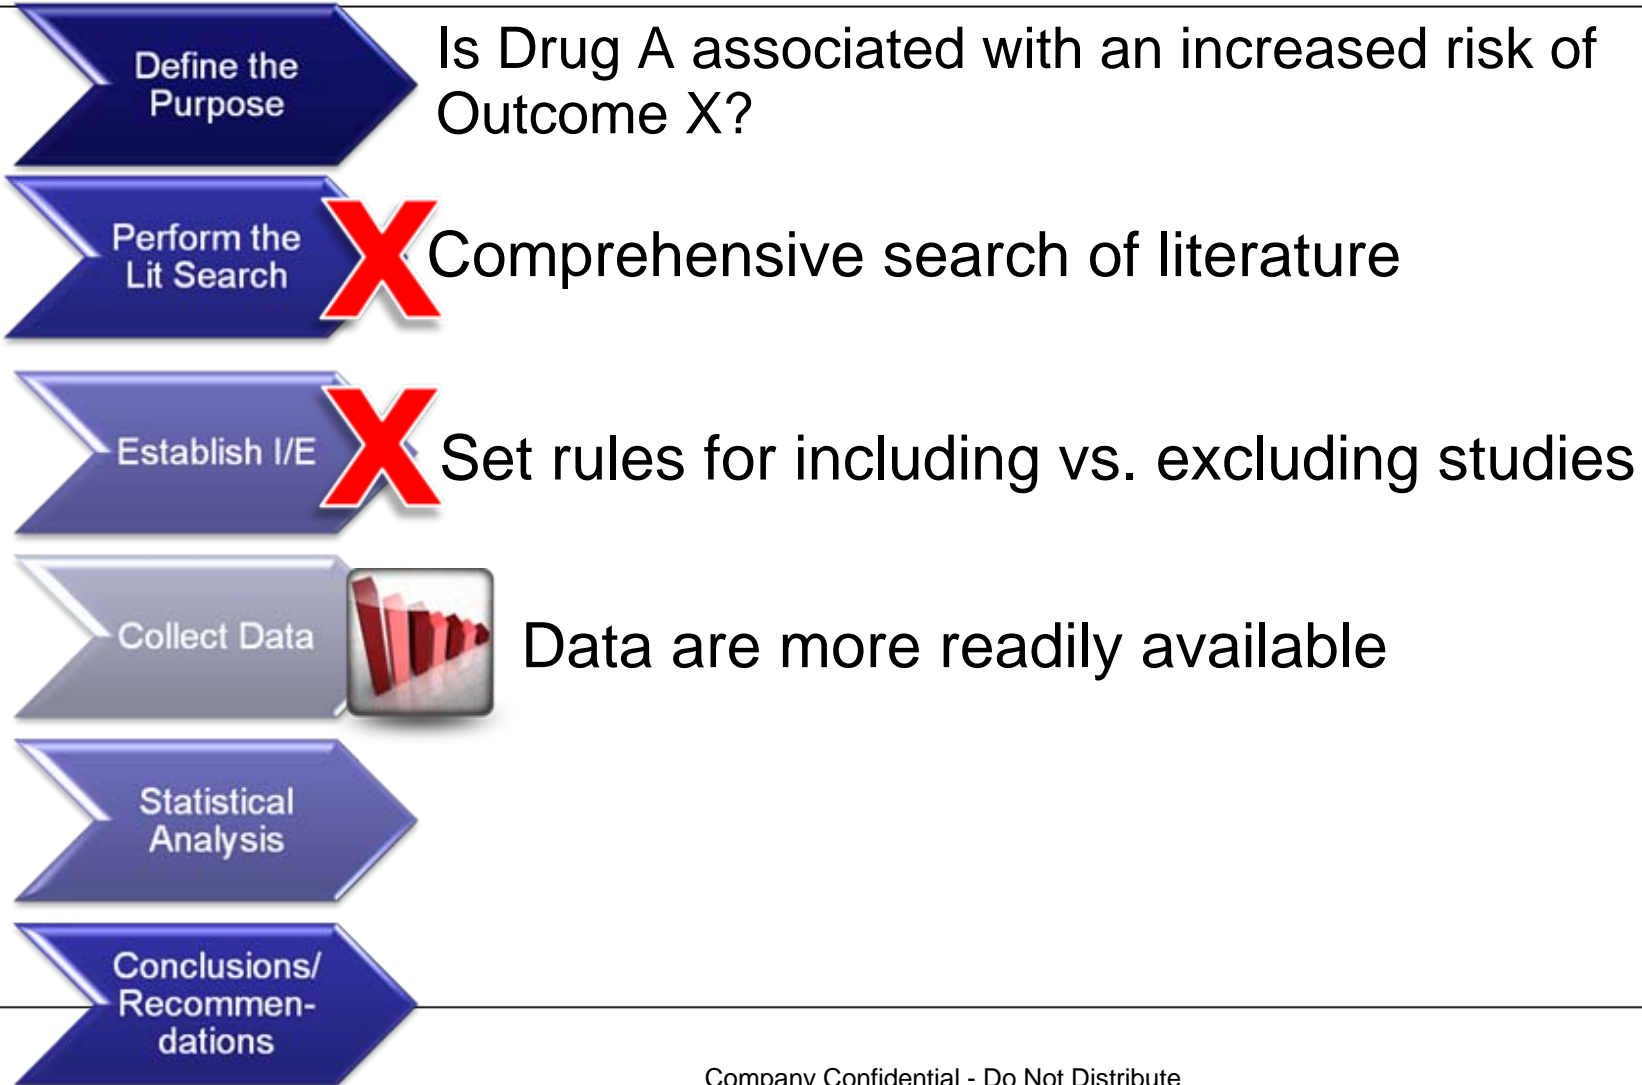 Define the
Purpose
Is Drug A associated with an increased risk of
Outcome X?
Perform the
Lit Search
X
Comprehensive search of literature
Establish I/E
X
Set rules for including vs. excluding studies
Collect Data
Data are more readily available
Statistical
Analysis
Conclusions/
Recommen-
dations
Company Confidential - Do Not Distribute